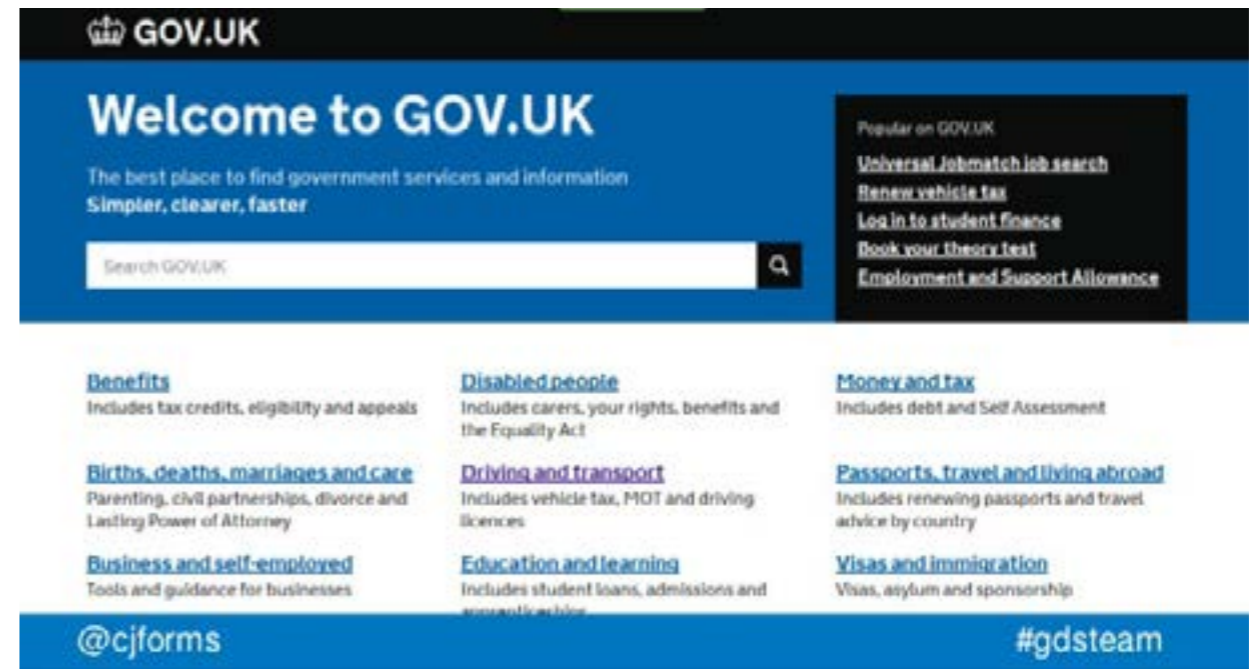 GOV.UK
Welcome to GOV.UK
The best place to find government services and information
Simpler, clearer, faster
Search GOV.UK
Popular on GOV.UK
Universal Jobmatch job search
Renew vehicle tax
Log in to student finance
Book your theory test
Employment and Support Allowance
Benefits
Includes tax credits, eligibility and appeals
Births, deaths, marriages and care
Parenting, civil partnerships, divorce and
Lasting Power of Attorney
Business and self-employed
Tools and guidance for businesses
Disabled people
Includes carers, your rights, benefits and
the Equality Act
Driving and transport
Includes vehicle tax, MOT and driving
licences
Education and learning
Includes student loans, admissions and
Money and tax
Includes debt and Self Assessment
Passports, travel and living abroad
Includes renewing passports and travel
advice by country
Visas and immigration
Visas, asylum and sponsorship
@cjforms
#gdsteam